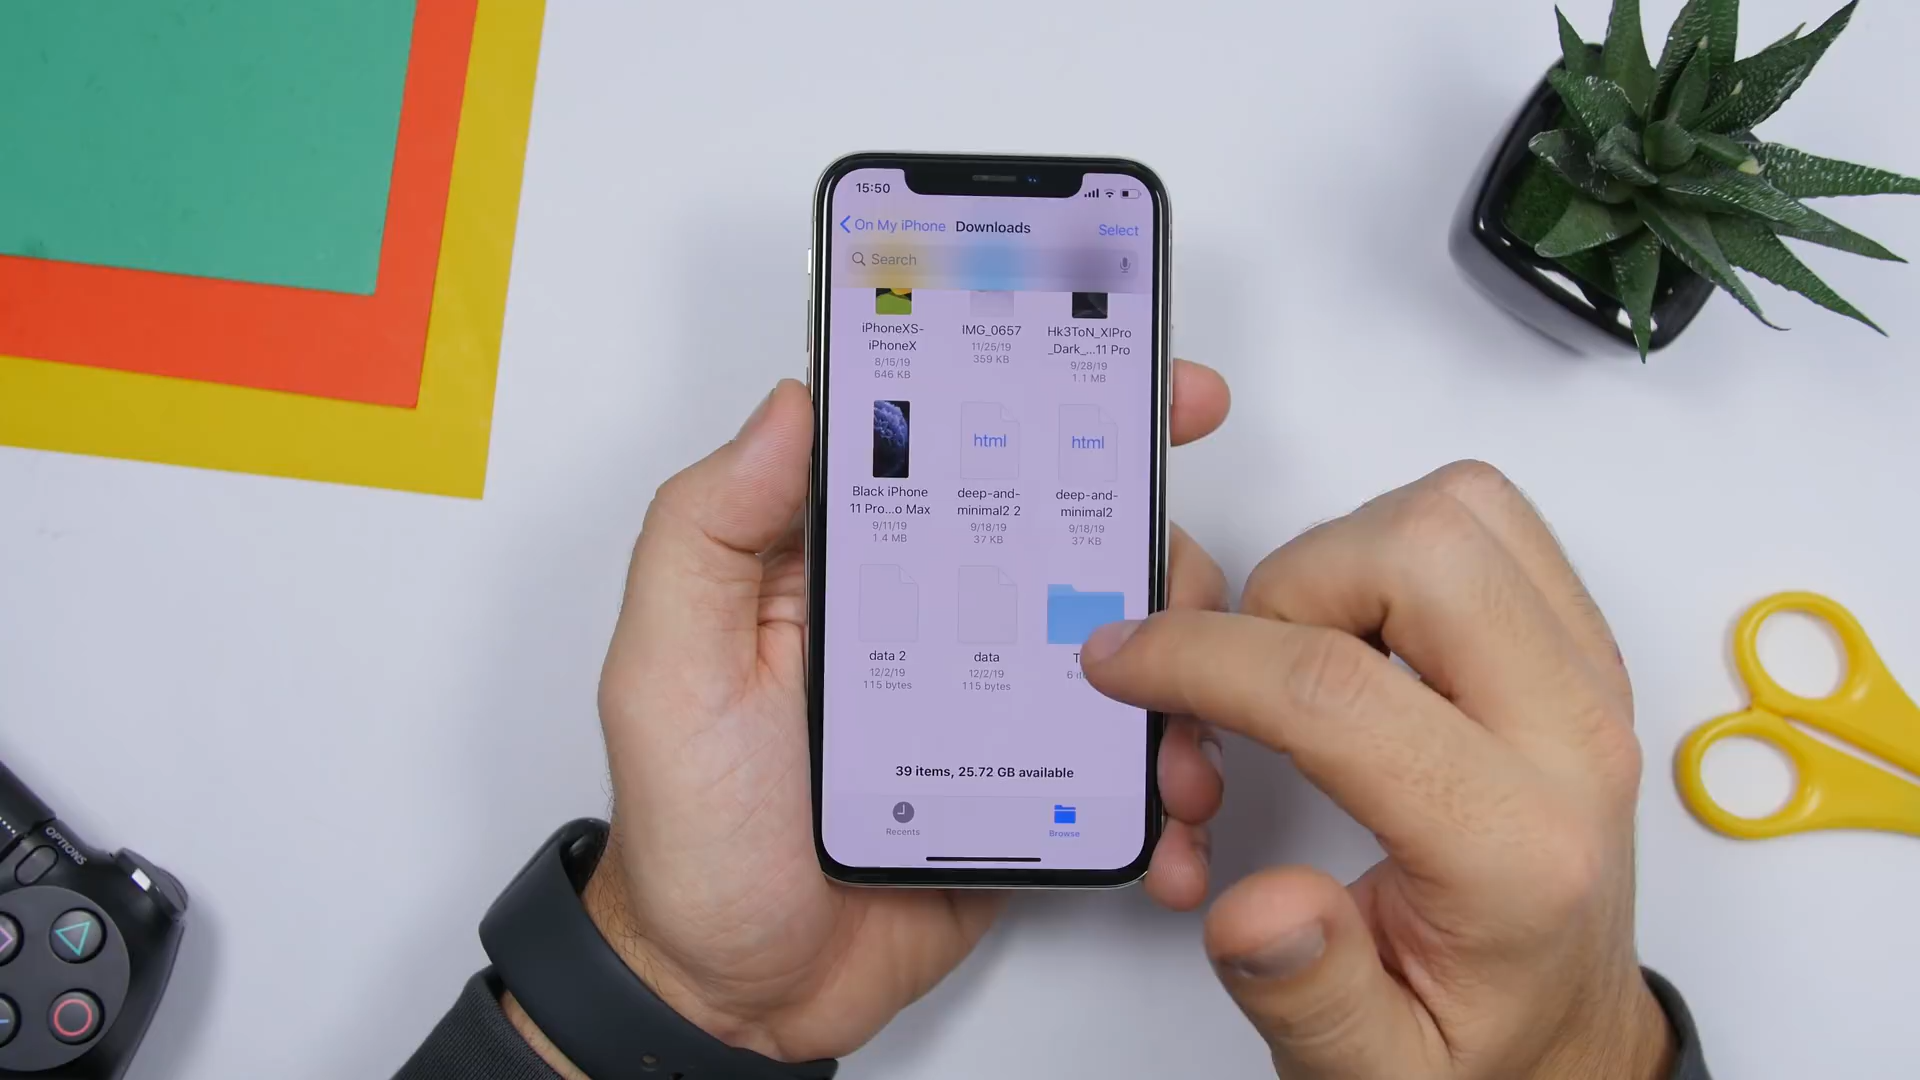 15:50
On My iPhone Downloads Select
Search
iPhoneXS-
iPhoneX
8/15/19
646 KB
IMG_0657
11/25/19
359 KB
Hk3ToN_XIPro
_Dark_...11 Pro
9/28/19
1.1 MB
Black iPhone
11 Pro...o Max
9/11/19
1.4 MB
html
deep-and-
minimal2 2
9/18/19
37 KB
html
deep-and-
minimal2
9/18/19
37 KB
data 2
12/2/19
115 bytes
data
12/2/19
115 bytes
39 items, 25.72 GB available
Recents
Browse
OPTIONS